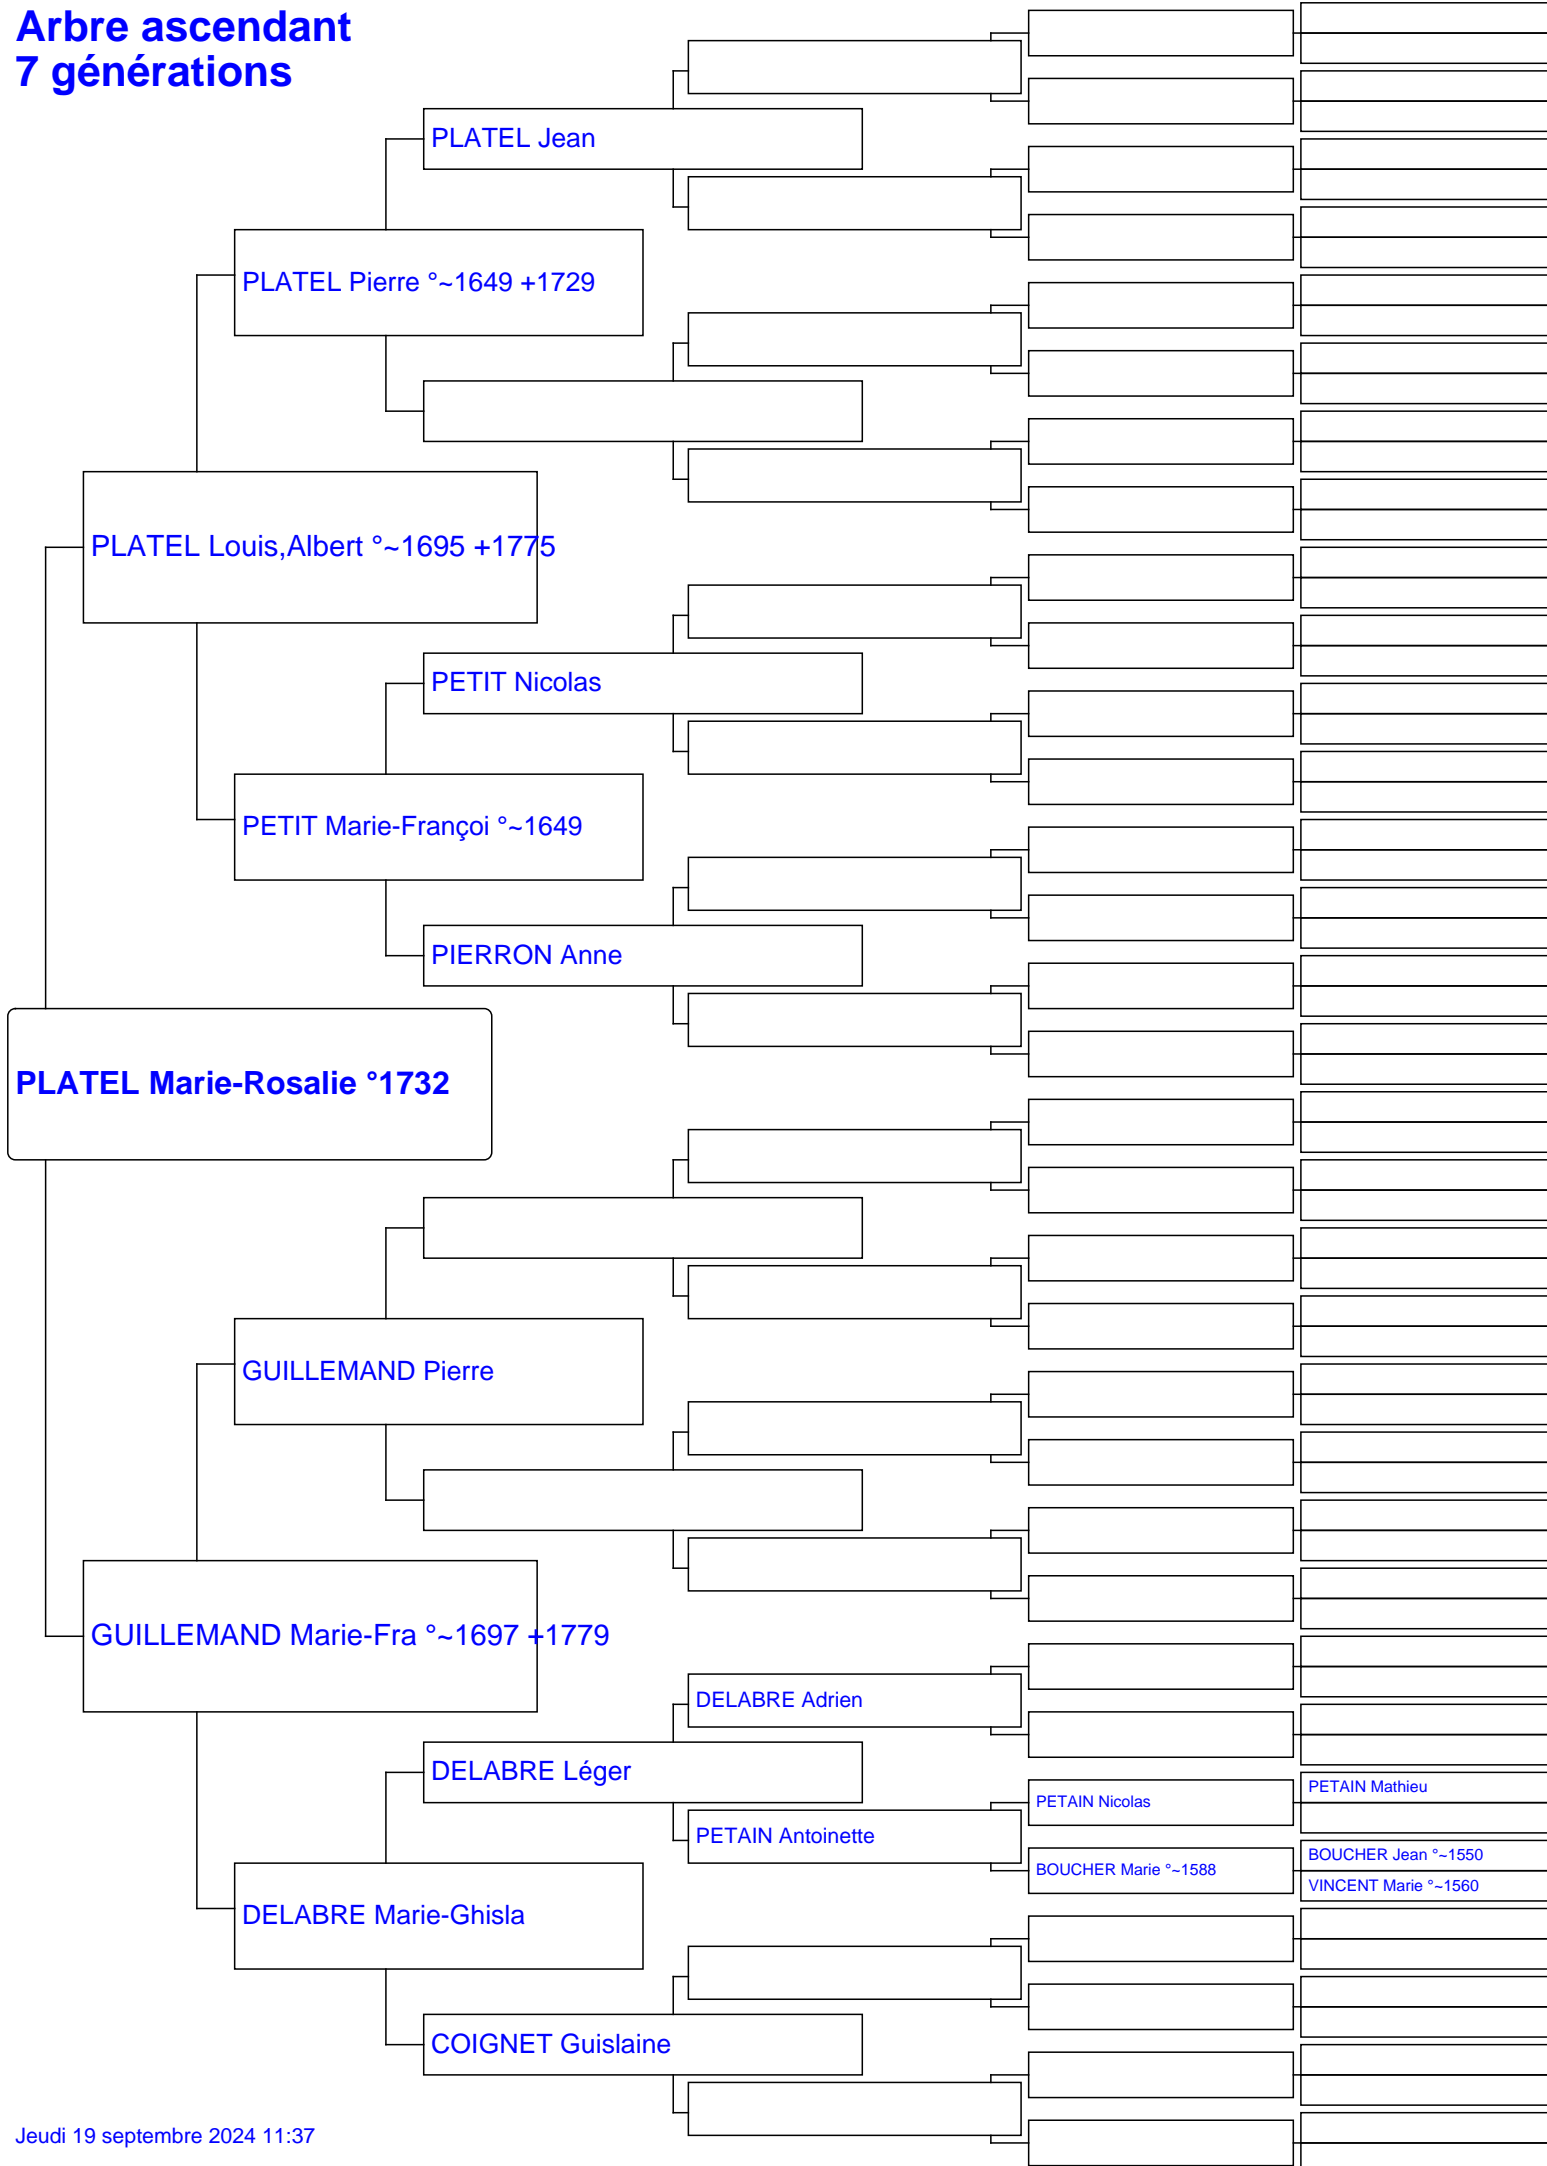 Arbre ascendant
7 générations
PLATEL Jean
PLATEL Pierre °~1649 +1729
PLATEL Louis,Albert °~1695 +1775
PETIT Nicolas
PETIT Marie-Françoi °~1649
PIERRON Anne
PLATEL Marie-Rosalie °1732
GUILLEMAND Pierre
GUILLEMAND Marie-Fra °~1697 +1779
DELABRE Adrien
DELABRE Léger
PETAIN Mathieu
PETAIN Nicolas
PETAIN Antoinette
BOUCHER Jean °~1550
BOUCHER Marie °~1588
VINCENT Marie °~1560
DELABRE Marie-Ghisla
COIGNET Guislaine
Jeudi 19 septembre 2024 11:37